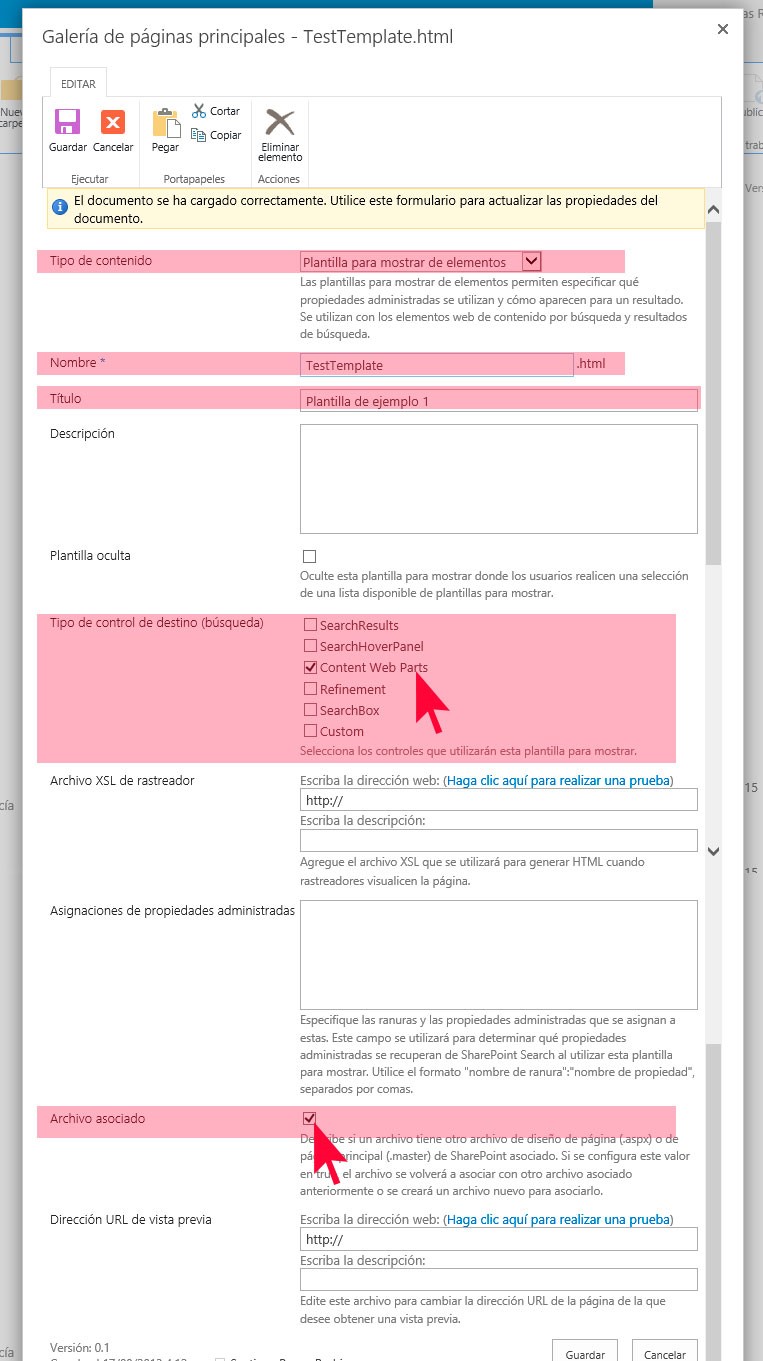 as R
Galería de páginas principales - TestTemplate.html
EDITAR
Nuev
carpe
Guardar
Cancelar
Pegar
Cortar
Copiar
Eliminar
elemento
Ejecutar
Portapapeles
Acciones
El documento se ha cargado correctamente. Utilice este formulario para actualizar las propiedades del
documento.
Tipo de contenido
Plantilla para mostrar de elementos
Las plantillas para mostrar de elementos permiten especificar qué
propiedades administradas se utilizan y cómo aparecen para un resultado.
Se utilizan con los elementos web de contenido por búsqueda y resultados
de búsqueda.
Nombre *
TestTemplate
.html
Título
Plantilla de ejemplo 1
Descripción
Plantilla oculta
Oculte esta plantilla para mostrar donde los usuarios realicen una selección
de una lista disponible de plantillas para mostrar.
Tipo de control de destino (búsqueda)
SearchResults
SearchHoverPanel
Content Web Parts
Refinement
SearchBox
Custom
Selecciona los controles que utilizarán esta plantilla para mostrar.
Archivo XSL de rastreador
Escriba la dirección web: (Haga clic aquí para realizar una prueba)
http://
Escriba la descripción:
Agregue el archivo XSL que se utilizará para generar HTML cuando
rastreadores visualicen la página.
Asignaciones de propiedades administradas
Especifique las ranuras y las propiedades administradas que se asignan a
estas. Este campo se utilizará para determinar qué propiedades
administradas se recuperan de SharePoint Search al utilizar esta plantilla
para mostrar. Utilice el formato "nombre de ranura":"nombre de propiedad",
separados por comas.
Archivo asociado
si un archivo tiene otro archivo de diseño de página (.aspx) o de
(.master) de SharePoint asociado. Si se configura este valor
en el archivo se volverá a asociar con otro archivo asociado
anteriormente o se creará un archivo nuevo para asociarlo.
Dirección URL de vista previa
Escriba la dirección web: (Haga clic aquí para realizar una prueba)
http://
Escriba la descripción:
Edite este archivo para cambiar la dirección URL de la página de la que
desee obtener una vista previa.
Versión: 0.1
Guardar
Cancelar
ublic
trab
Vers
cía
15
15
cía